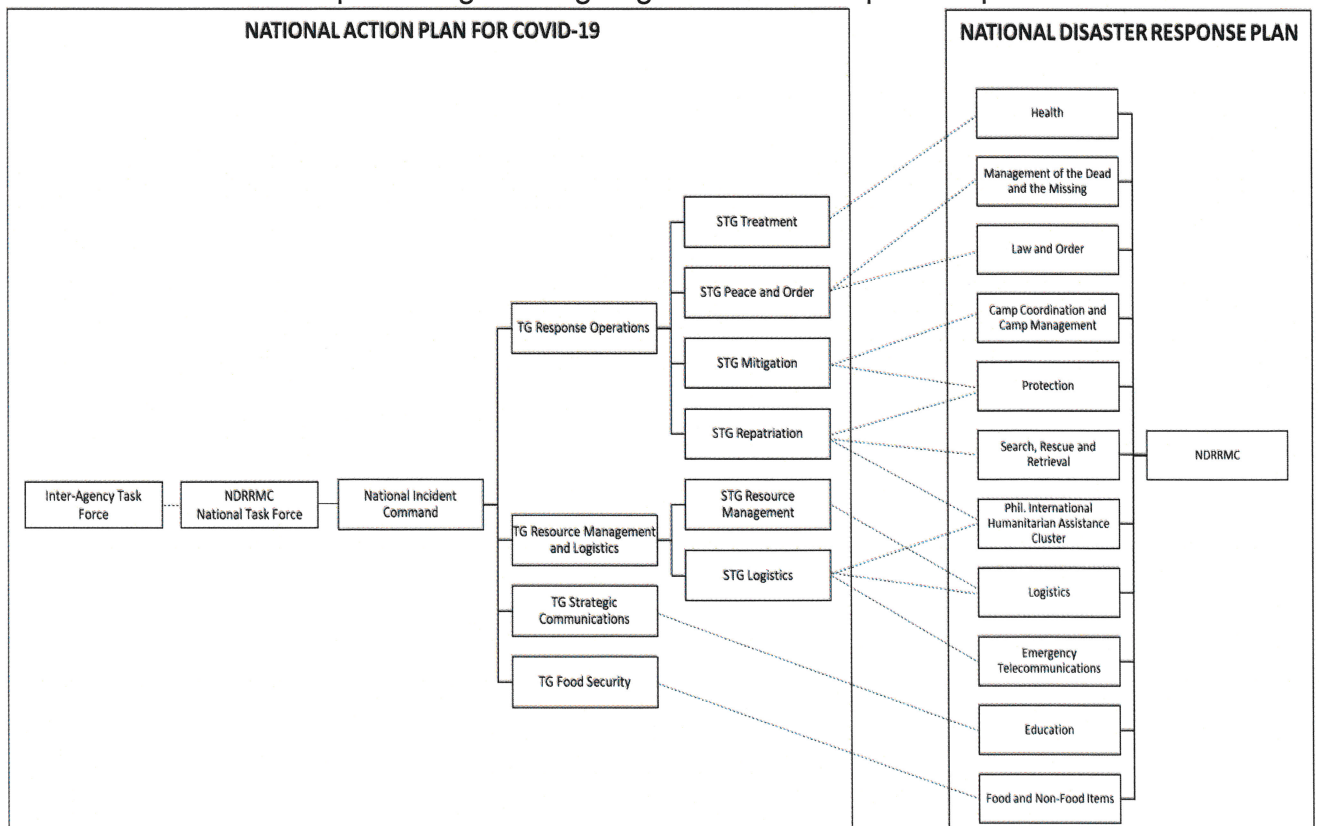 NATIONAL ACTION PLAN FOR COVID-19
Inter-Agency Task
Force
NDRRMC
National Task Force
National Incident
Command
TG Response Operations
TG Resource Management
and Logistics
TG Strategic
Communications
TG Food Security
STG Treatment
STG Peace and Order
STG Mitigation
STG Repatriation
STG Resource
Management
STG Logistics
NATIONAL DISASTER RESPONSE PLAN
Health
Management of the Dead
and the Missing
Law and Order
Camp Coordination and
Camp Management
Protection
Search, Rescue and
Retrieval
Phil. International
Humanitarian Assistance
Cluster
Logistics
Emergency
Telecommunications
Education
Food and Non-Food Items
NDRRMC